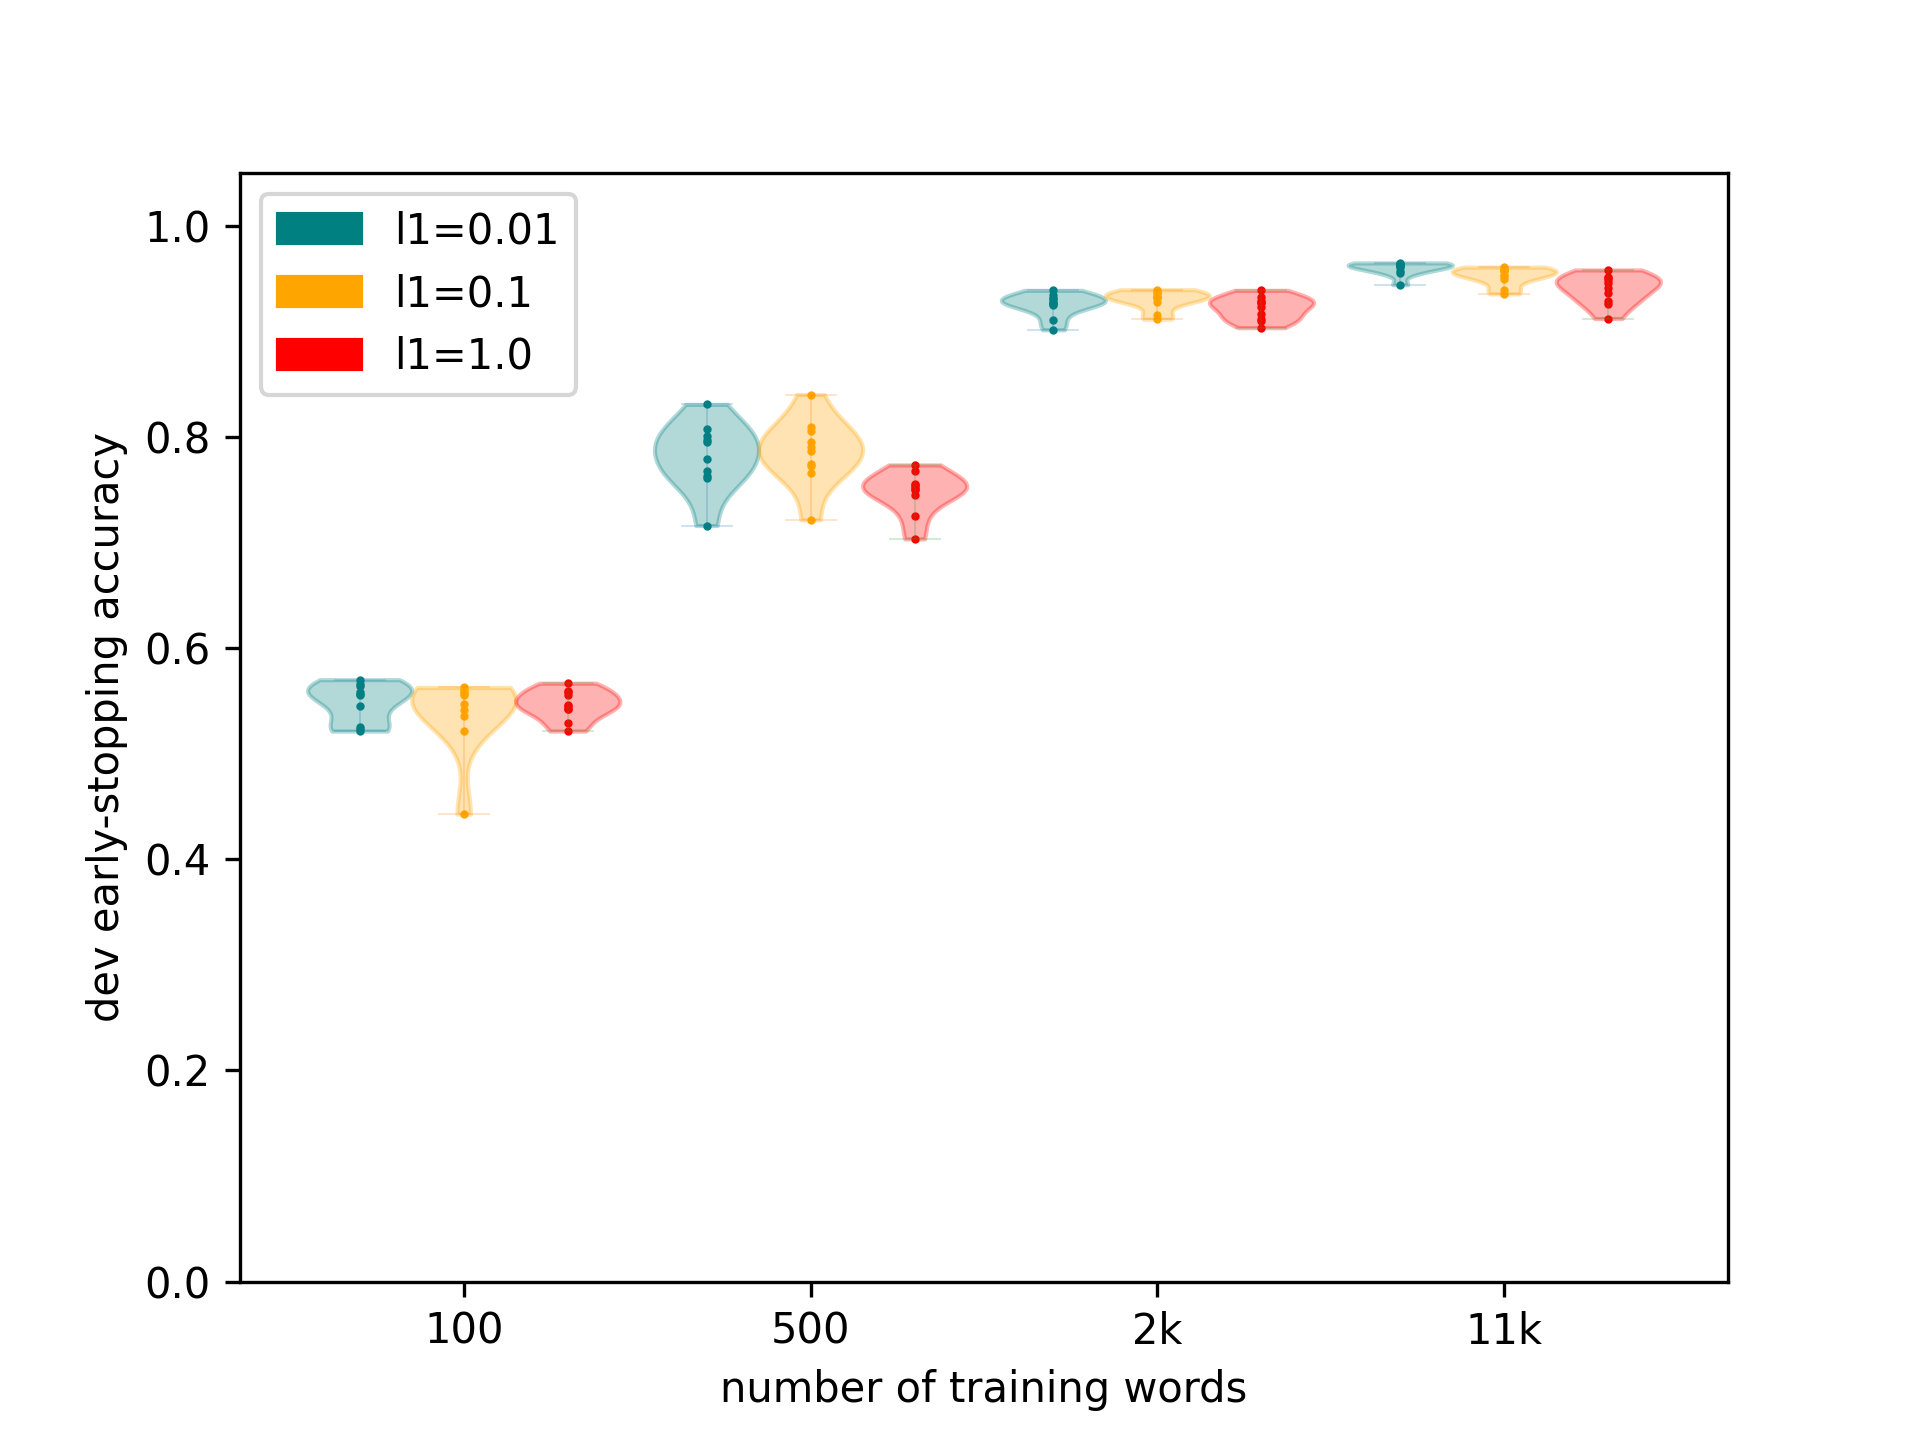 l1=0.01
l1=0.1
l1=1.0
1.0
0.8
0.6
0.4
0.2
0.0
dev early-stopping accuracy
100 500 2k 11k
number of training words